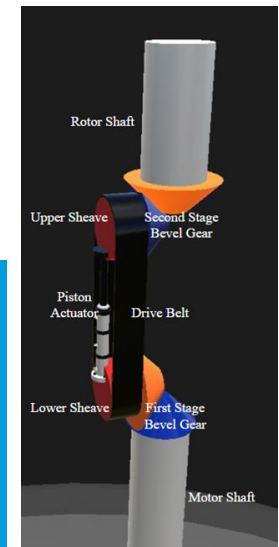 Rotor Shaft
Upper Sheave
Second Stage
Bevel Gear
Piston
Actuator
Drive Belt
Lower Sheave
First Stage
Bevel Gear
Motor Shaft